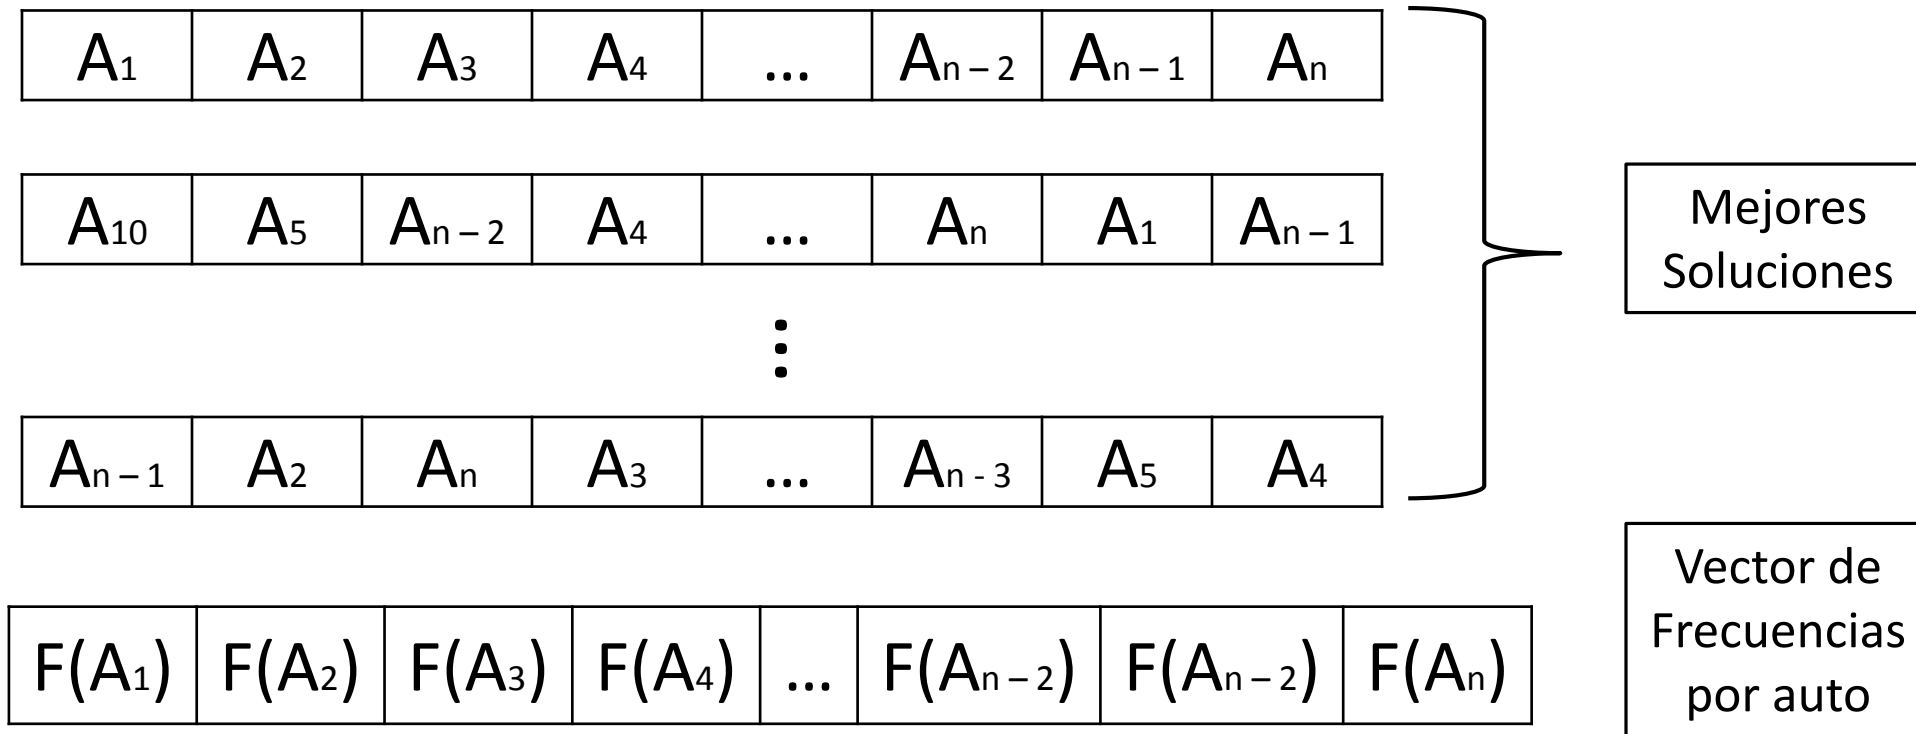 A1 A2 A3 A4 ... An – 2 An – 1 An
A10 A5 An – 2 A4 ... An A1 An – 1
Mejores
Soluciones
⋮
An – 1 A2 An A3 ... An - 3 A5 A4
Vector de
Frecuencias
por auto
F(A1) F(A2) F(A3) F(A4) ... F(An – 2) F(An – 2) F(An)